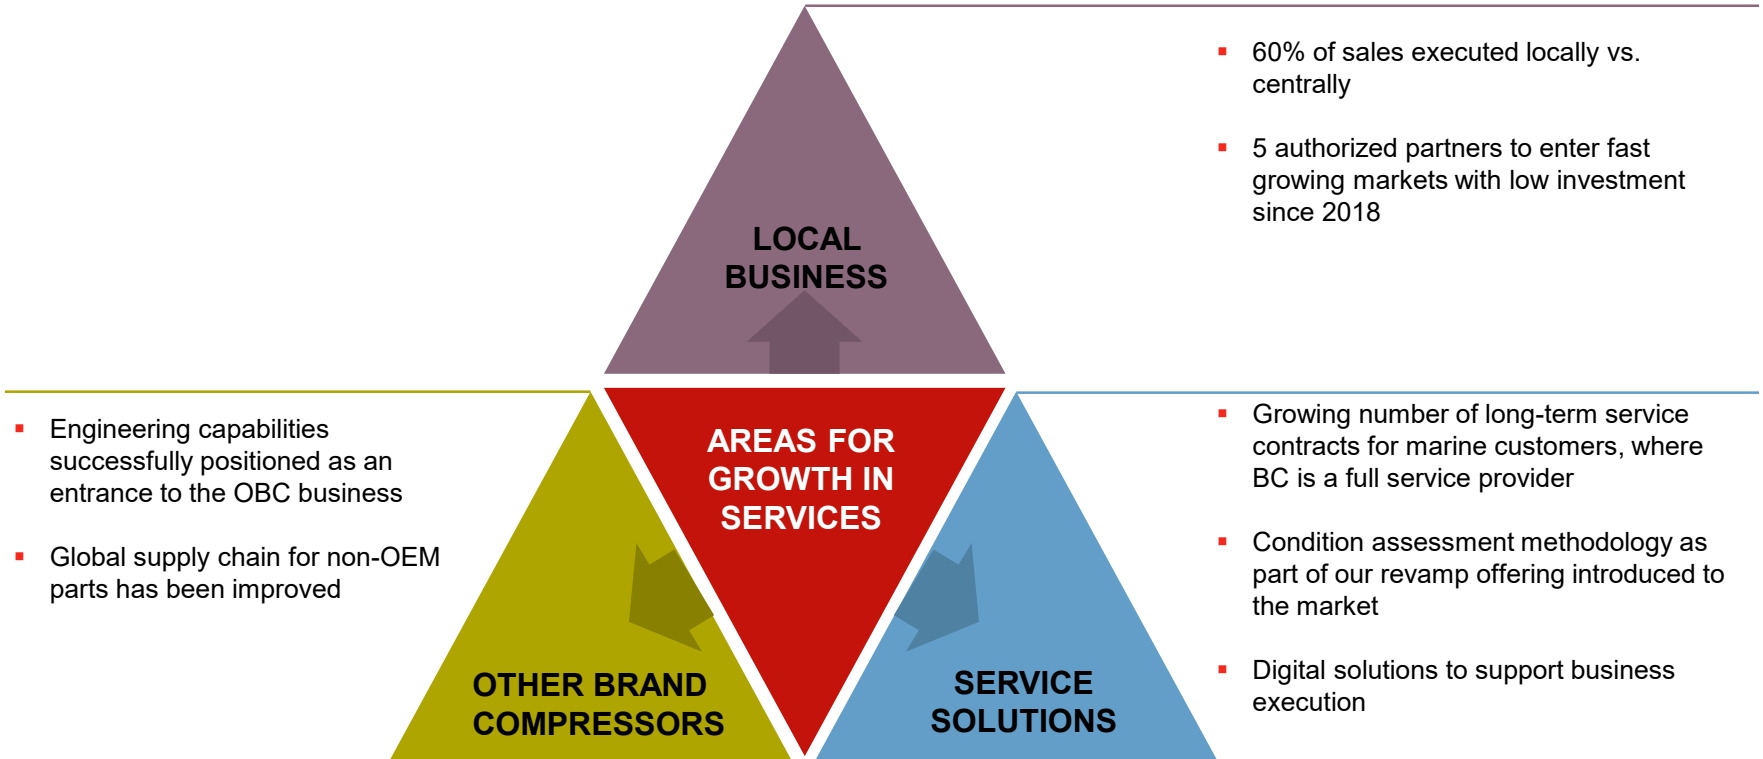 ▪ 60% of sales executed locally vs.
centrally
▪ 5 authorized partners to enter fast
growing markets with low investment
since 2018
LOCAL
BUSINESS
▪ Engineering capabilities
successfully positioned as an
entrance to the OBC business
▪ Global supply chain for non-OEM
parts has been improved
AREAS FOR
GROWTH IN
SERVICES
▪ Growing number of long-term service
contracts for marine customers, where
BC is a full service provider
▪ Condition assessment methodology as
part of our revamp offering introduced to
the market
▪ Digital solutions to support business
execution
OTHER BRAND
COMPRESSORS
SERVICE
SOLUTIONS